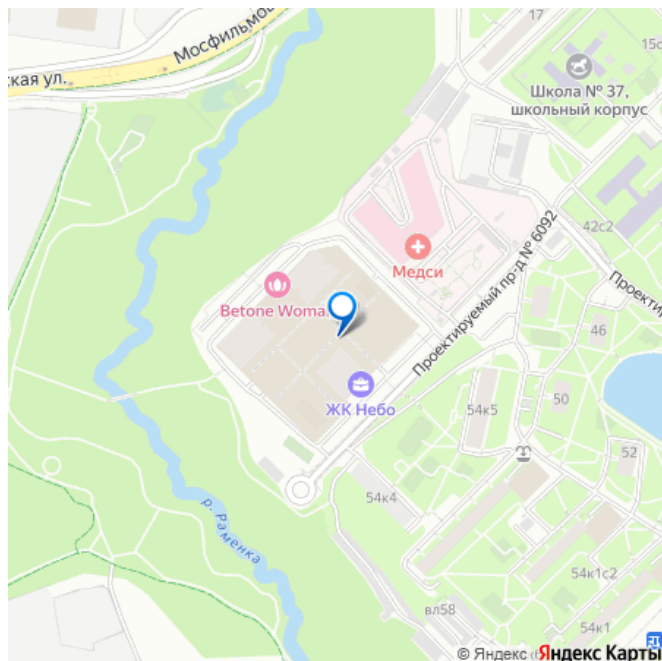 Мосфильмов
ская ул.
15с
Школа № 37,
школьный корпус
42с2
Проектируемый пр-д № 6092
Медси
Проектир
Betone Woma
46
ЖК Небо
50
54к5
52
54к4
р. Раменка
54к1с2
вл58
54к1
© Яндекс
Яндекс Карты